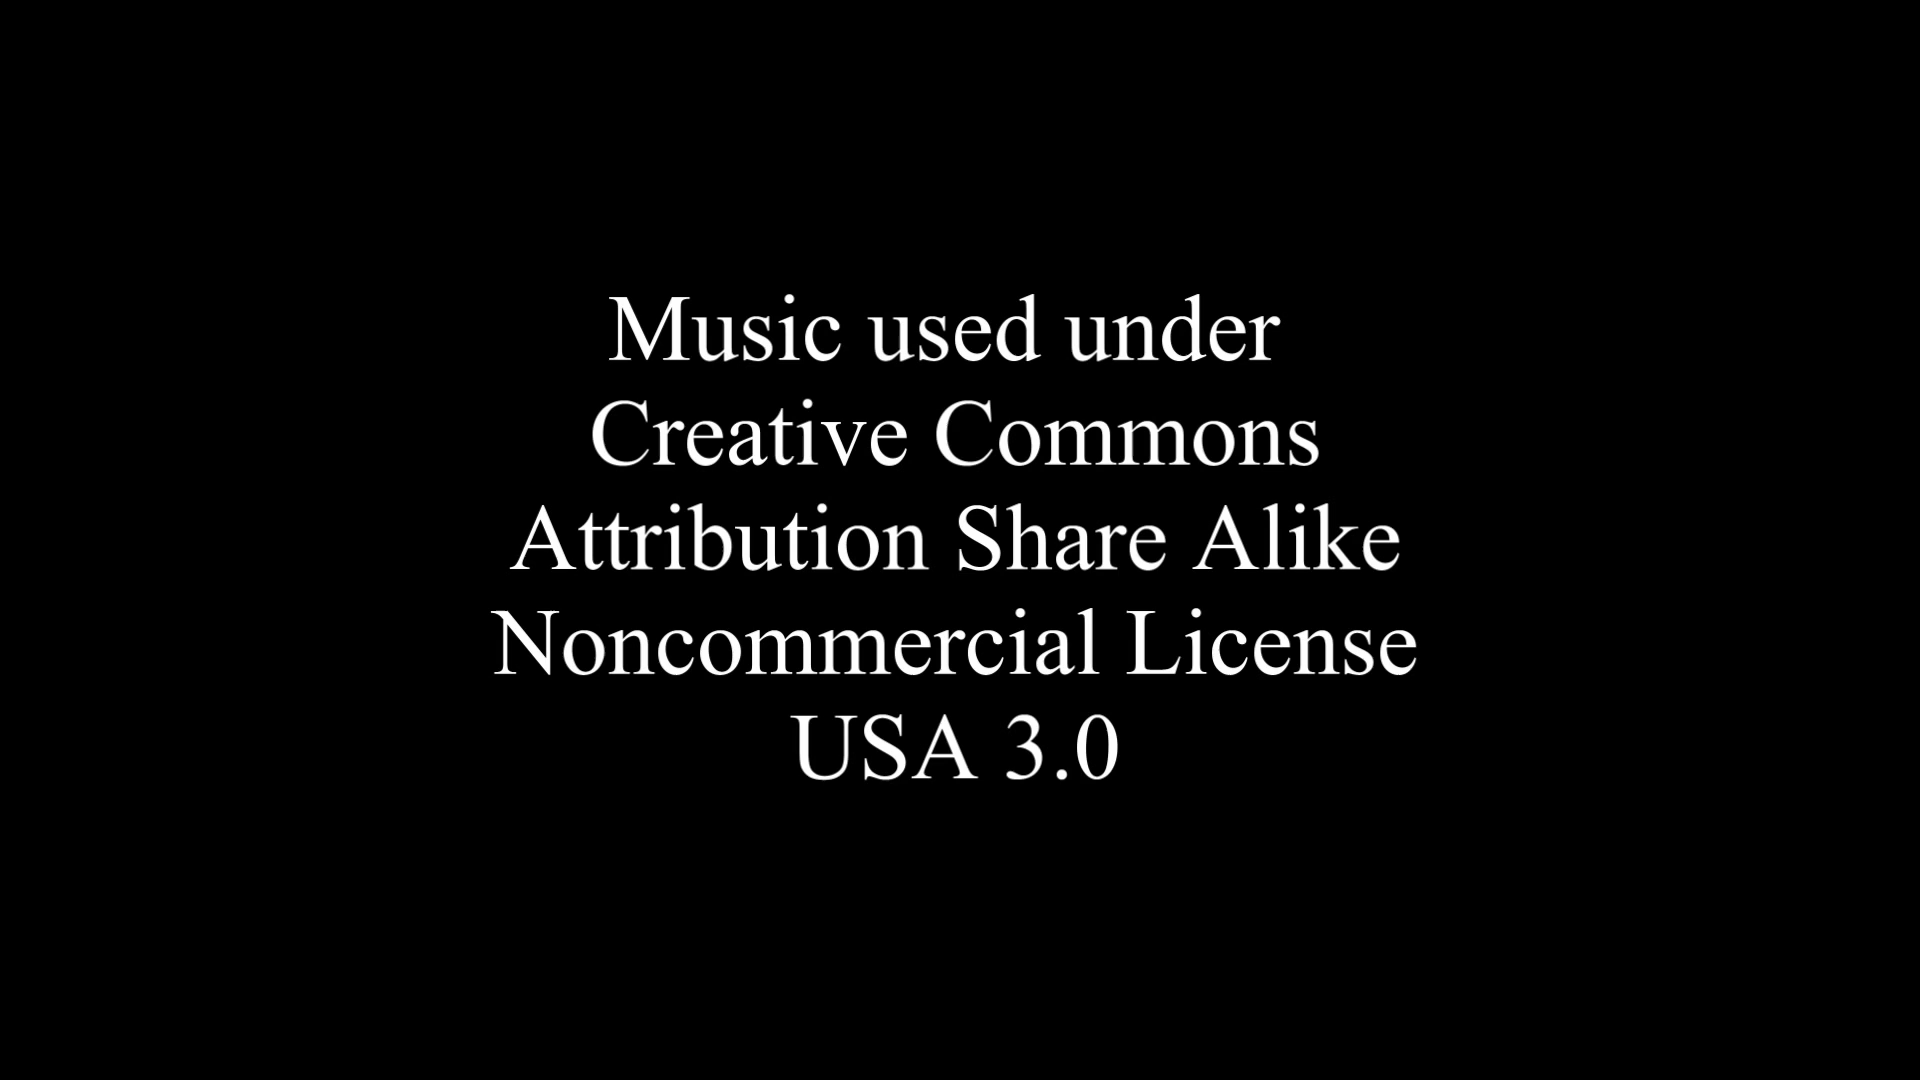 Music used under
Creative Commons
Attribution Share Alike
Noncommercial License
USA 3.0